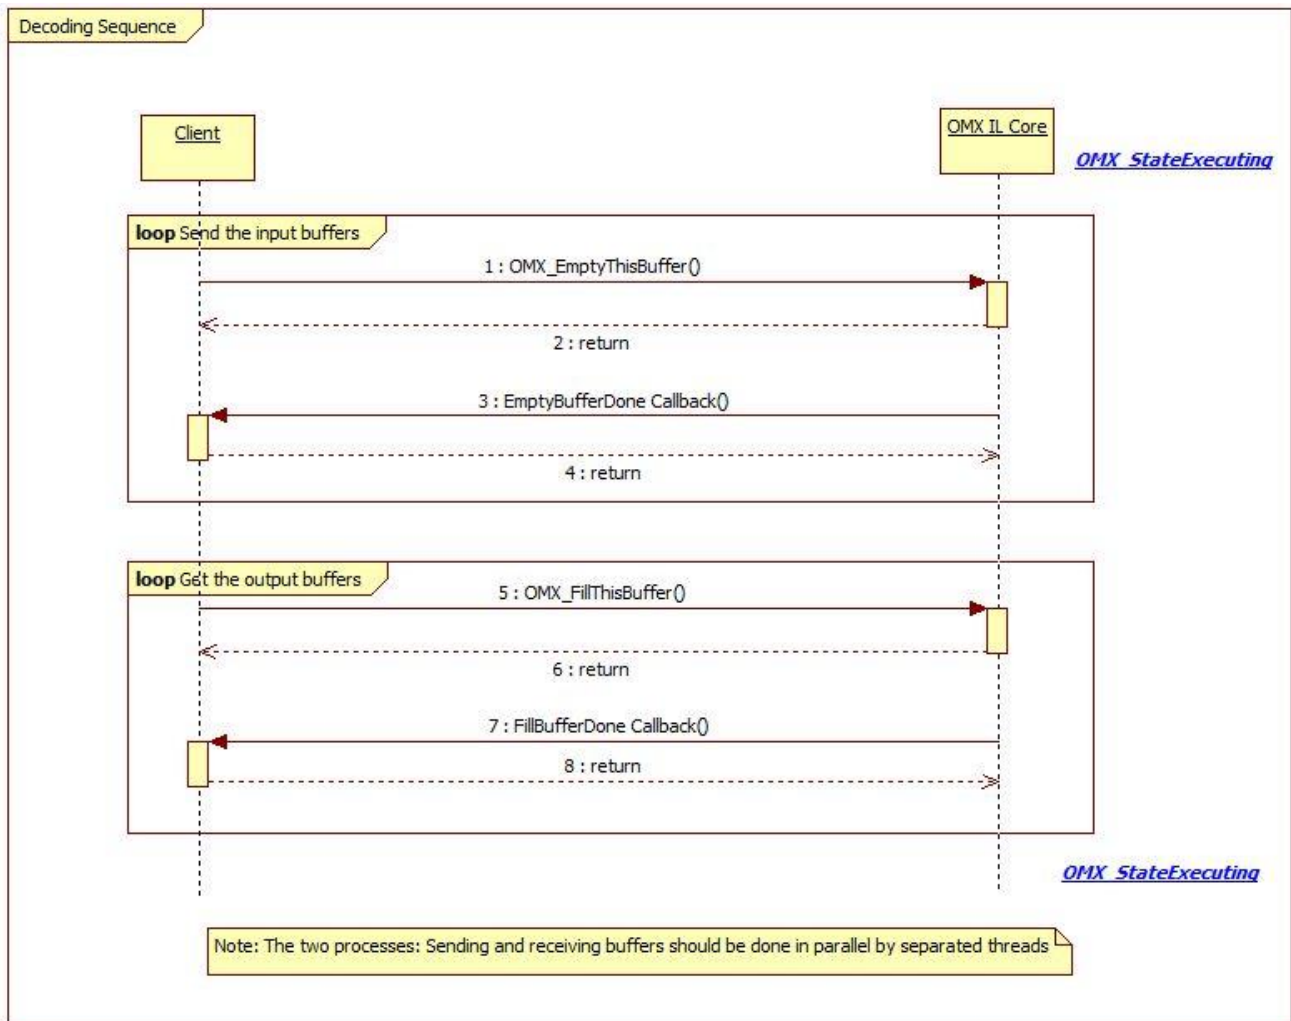 Decoding Sequence
Client
OMX IL Core
OMX_StateExecuting
loop Send the input buffers
1 : OMX_EmptyThisBuffer()
2 : return
3 : EmptyBufferDone Callback()
4 : return
loop Get the output buffers
5 : OMX_FillThisBuffer()
6 : return
7 : FillBufferDone Callback()
8 : return
OMX_StateExecuting
Note: The two processes: Sending and receiving buffers should be done in parallel by separated threads